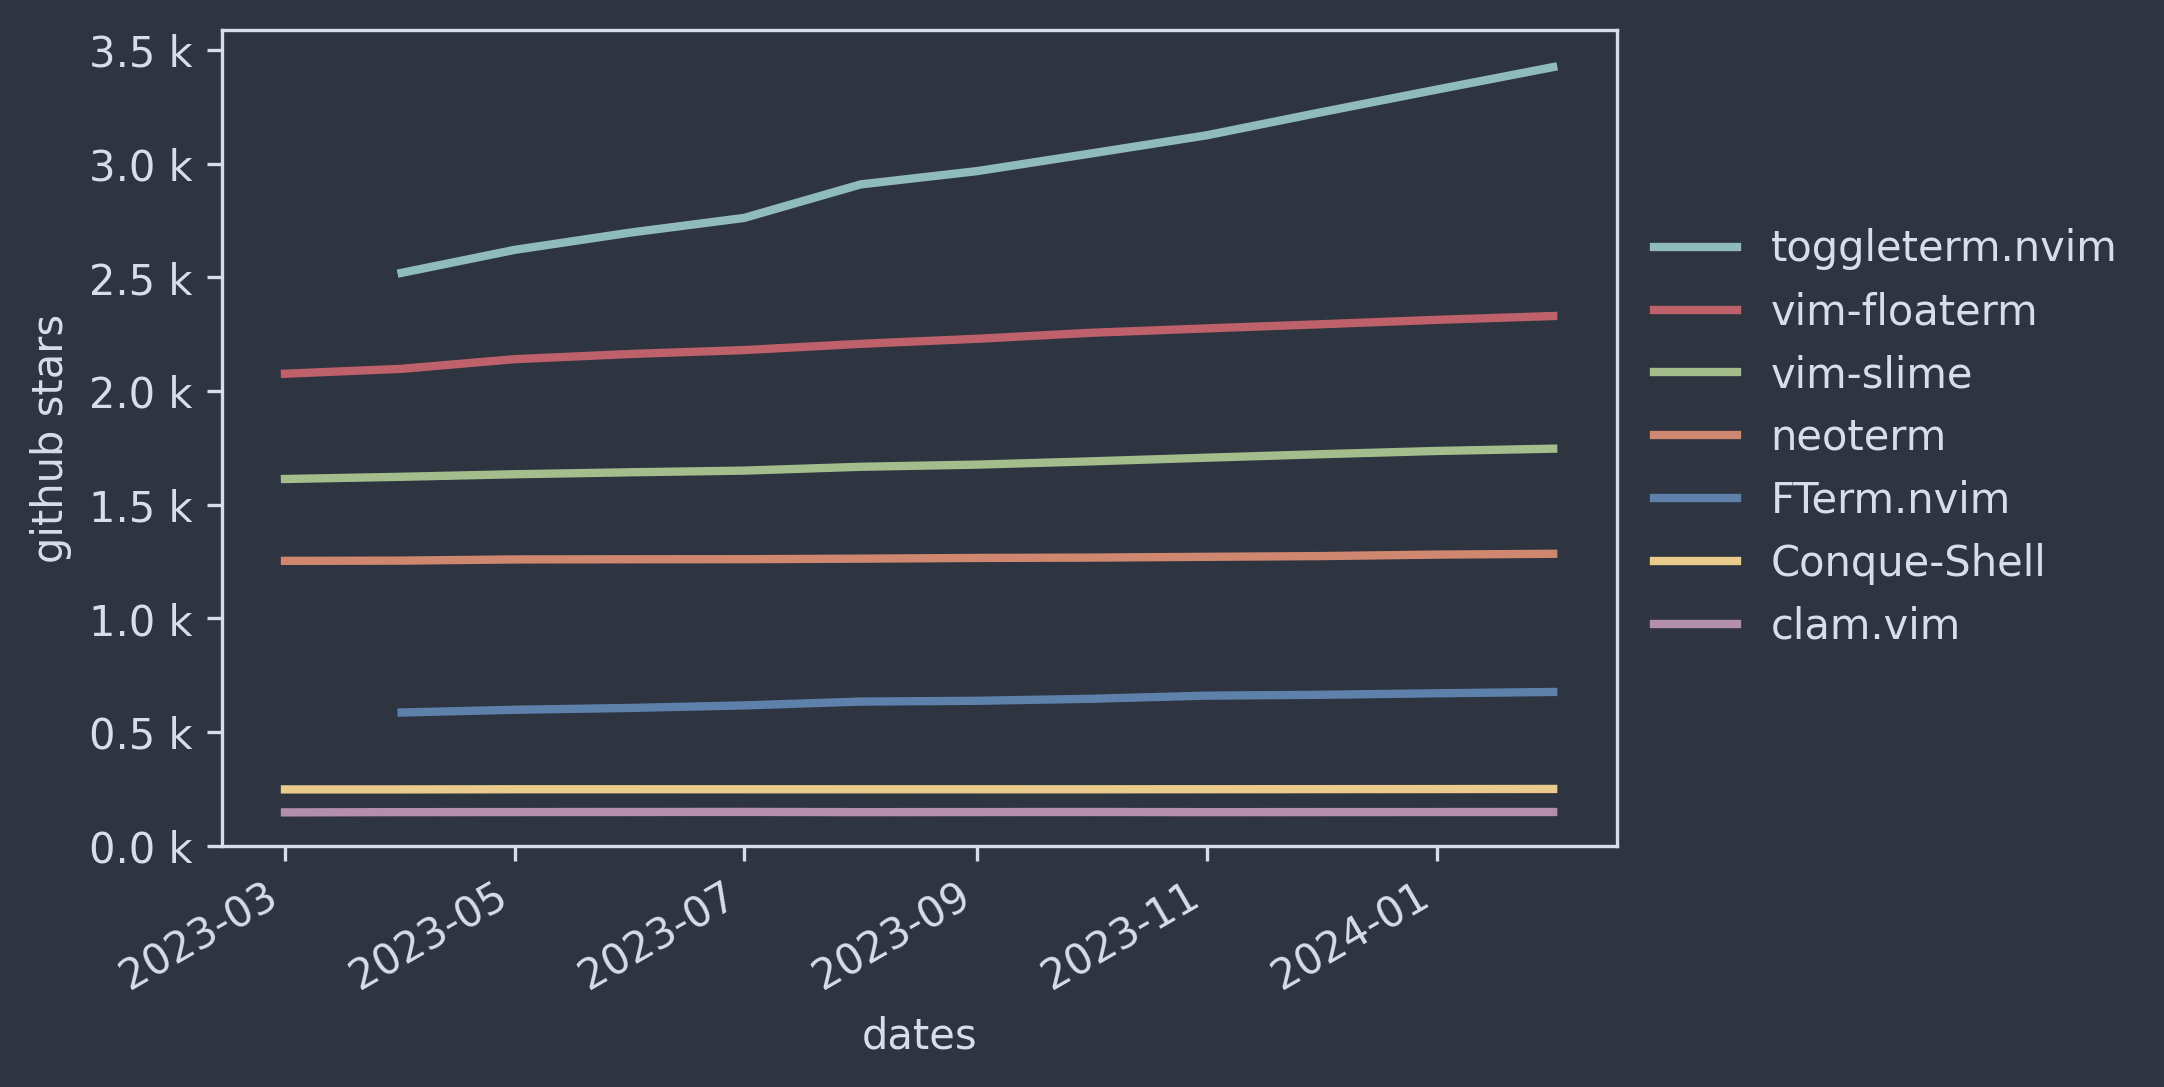 3.5 k
3.0 k
2.5 k
2.0 k
1.5 k
1.0 k
0.5 k
0.0 k
github stars
2023-03
2023-05
2023-07
2023-09
2023-11
2024-01
dates
toggleterm.nvim
vim-floaterm
vim-slime
neoterm
FTerm.nvim
Conque-Shell
clam.vim